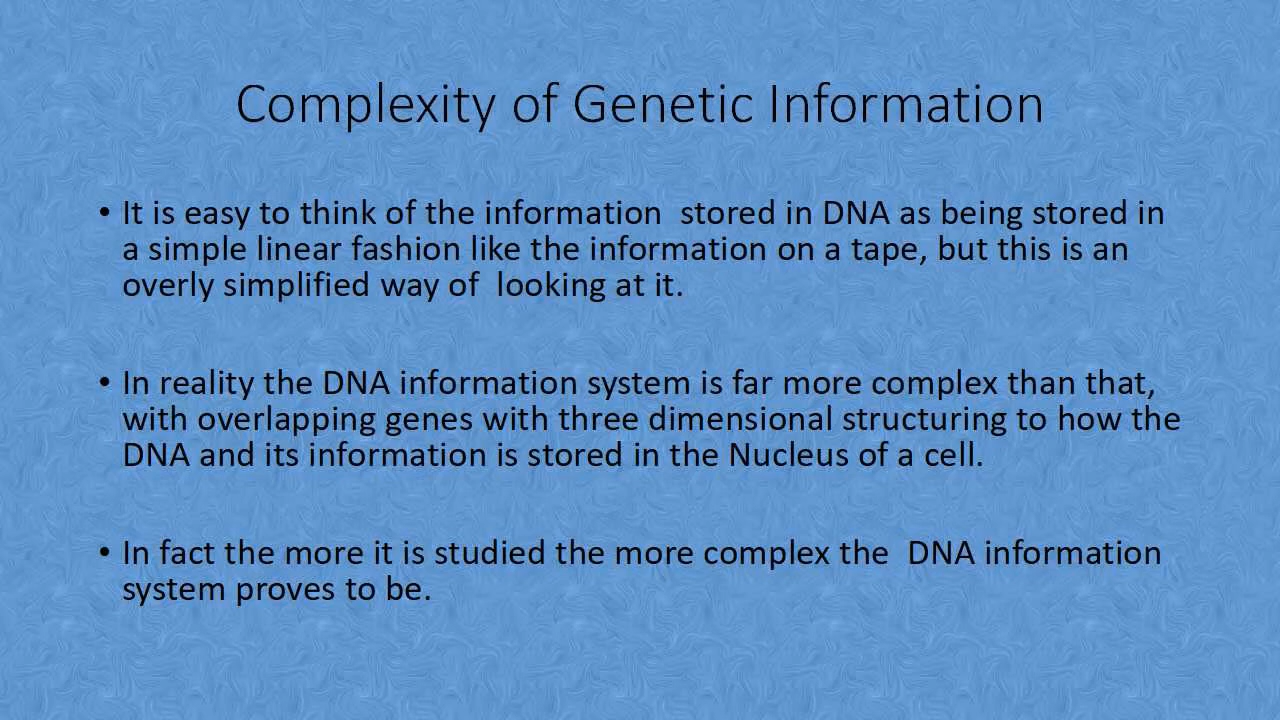 Complexity of Genetic Information
• It is easy to think of the information  stored in DNA as being stored in
a simple linear fashion like the information on a tape, but this is an
overly simplified way of  looking at it.
• In reality the DNA information system is far more complex than that,
with overlapping genes with three dimensional structuring to how the
DNA and its information is stored in the Nucleus of a cell.
• In fact the more it is studied the more complex the  DNA information
system proves to be.